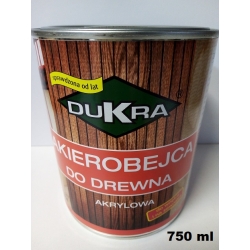 sprawdzona od lat
DUKRA
®
AKIEROBEJCA
DO DREWNA
AKRYLOWA
750 ml